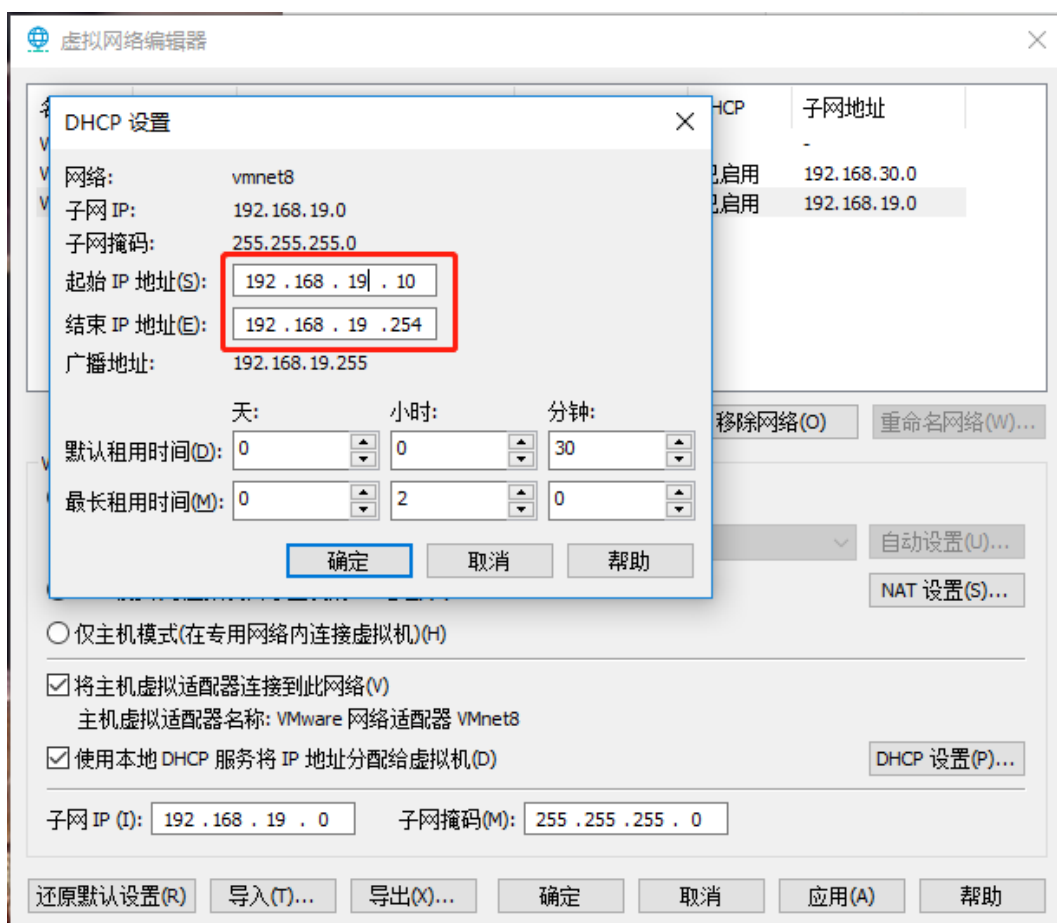 虚拟网络编辑器
HCP 子网地址
-
已启用 192.168.30.0
已启用 192.168.19.0
DHCP 设置
网络: vmnet8
子网 IP: 192.168.19.0
子网掩码: 255.255.255.0
起始 IP 地址(S): 192 .168 . 19 . 10
结束 IP 地址(E): 192 .168 . 19 .254
广播地址: 192.168.19.255
天: 小时: 分钟:
默认租用时间(D): 0 0 30
最长租用时间(M): 0 2 0
确定 取消 帮助
移除网络(O) 重命名网络(W)...
自动设置(U)...
NAT 设置(S)...
仅主机模式(在专用网络内连接虚拟机)(H)
将主机虚拟适配器连接到此网络(V)
主机虚拟适配器名称: VMware 网络适配器 VMnet8
使用本地 DHCP 服务将 IP 地址分配给虚拟机(D) DHCP 设置(P)...
子网 IP (I): 192 .168 . 19 . 0 子网掩码(M): 255 .255 .255 . 0
还原默认设置(R) 导入(T)... 导出(X)... 确定 取消 应用(A) 帮助